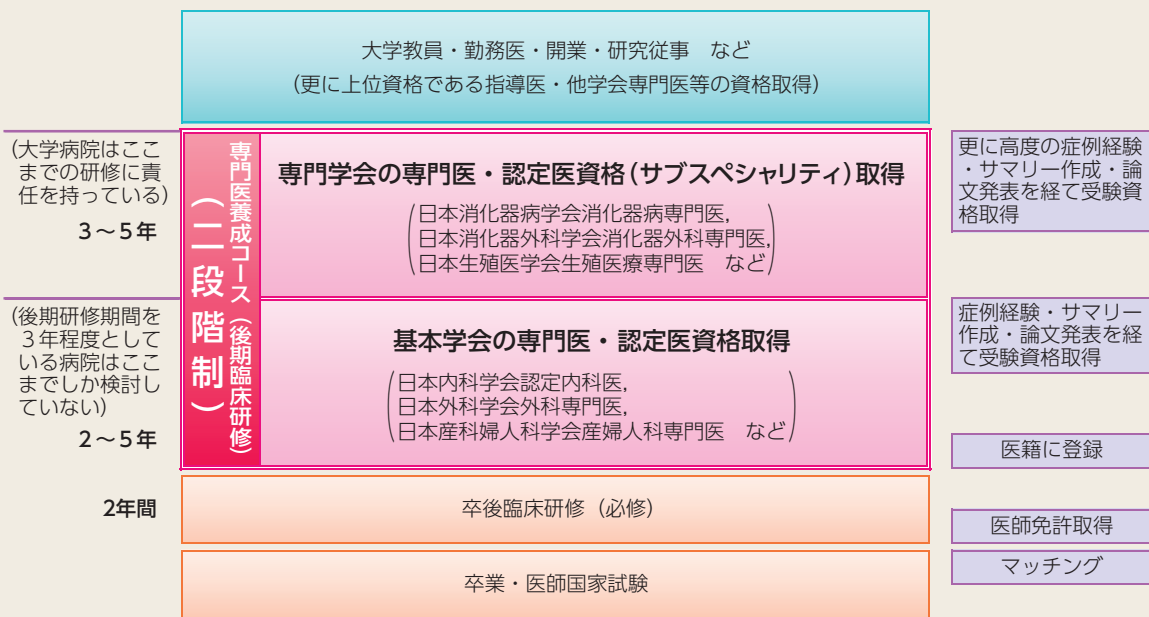 大学教員・勤務医・開業・研究従事　など
(更に上位資格である指導医・他学会専門医等の資格取得)
(大学病院はここ
までの研修に責
任を持っている)
3～5年
専門医養成コース(後期臨床研修)
(二段階制)
専門学会の専門医・認定医資格(サブスペシャリティ)取得
(日本消化器病学会消化器病専門医,
日本消化器外科学会消化器外科専門医,
日本生殖医学会生殖医療専門医　など)
更に高度の症例経験
・サマリー作成・論
文発表を経て受験資
格取得
(後期研修期間を
３年程度として
いる病院はここ
までしか検討し
ていない)
2～5年
基本学会の専門医・認定医資格取得
(日本内科学会認定内科医,
日本外科学会外科専門医,
日本産科婦人科学会産婦人科専門医　など)
症例経験・サマリー
作成・論文発表を経
て受験資格取得
医籍に登録
2年間
卒後臨床研修（必修）
医師免許取得
マッチング
卒業・医師国家試験